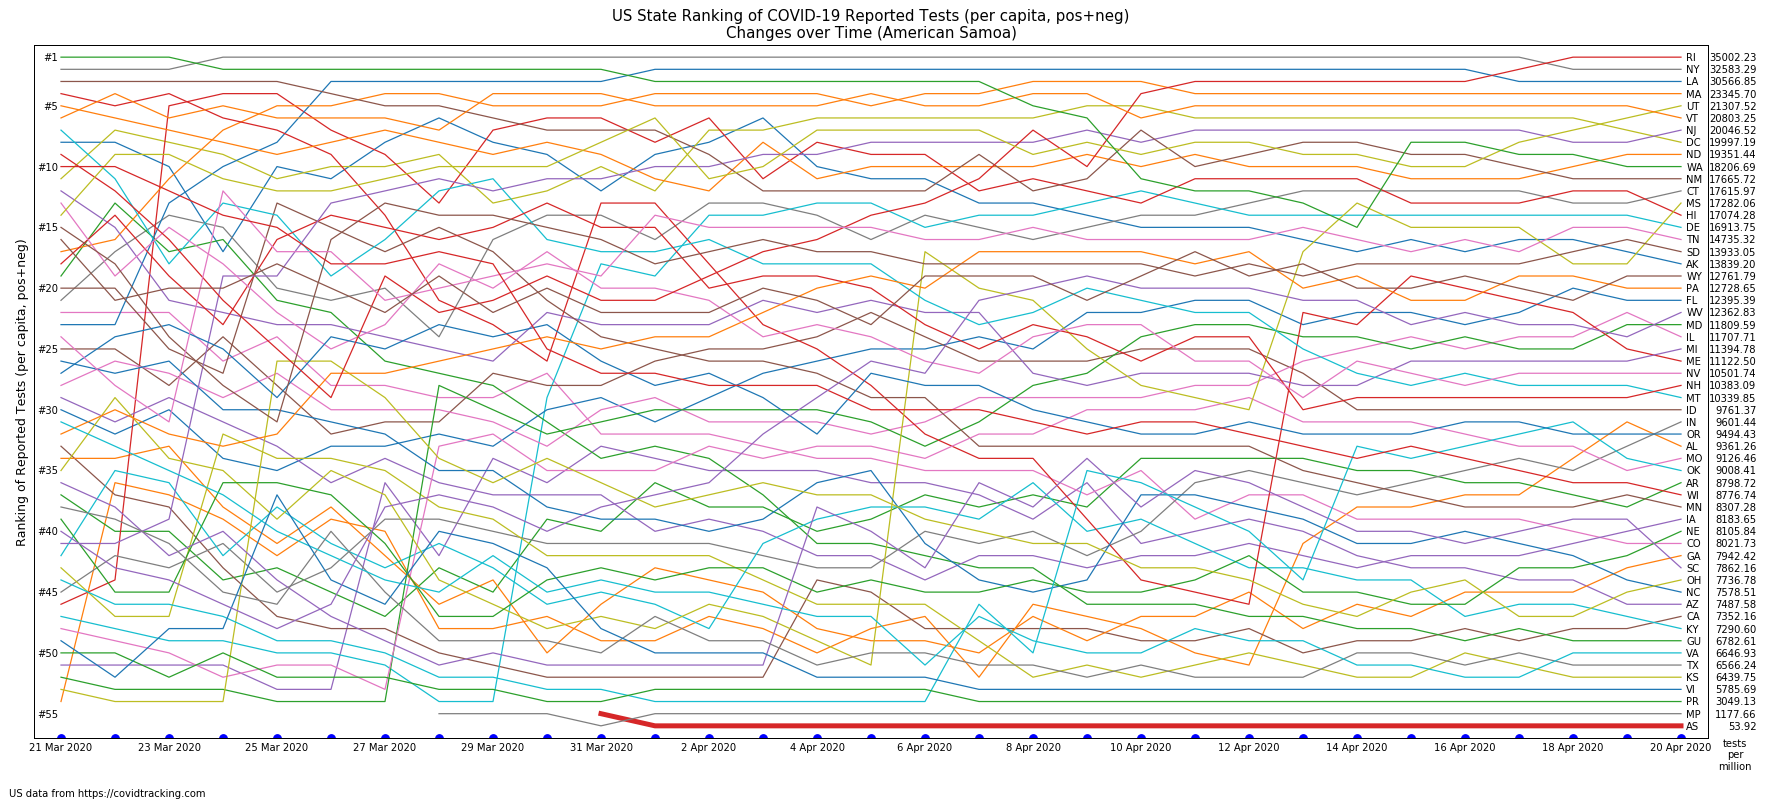 US State Ranking of COVID-19 Reported Tests (per capita, pos+neg)
Changes over Time (American Samoa)
Ranking of Reported Tests (per capita, pos+neg)
#1
#5
#10
#15
#20
#25
#30
#35
#40
#45
#50
#55
RI 35002.23
NY 32583.29
LA 30566.85
MA 23345.70
UT 21307.52
VT 20803.25
NJ 20046.52
DC 19997.19
ND 19351.44
WA 18206.69
NM 17665.72
CT 17615.97
MS 17282.06
HI 17074.28
DE 16913.75
TN 14735.32
SD 13933.05
AK 13839.20
WY 12761.79
PA 12728.65
FL 12395.39
WV 12362.83
MD 11809.59
IL 11707.71
MI 11394.78
ME 11122.50
NV 10501.74
NH 10383.09
MT 10339.85
ID 9761.37
IN 9601.44
OR 9494.43
AL 9361.26
MO 9126.46
OK 9008.41
AR 8798.72
WI 8776.74
MN 8307.28
IA 8183.65
NE 8105.84
CO 8021.73
GA 7942.42
SC 7862.16
OH 7736.78
NC 7578.51
AZ 7487.58
CA 7352.16
KY 7290.60
GU 6782.61
VA 6646.93
TX 6566.24
KS 6439.75
VI 5785.69
PR 3049.13
MP 1177.66
AS 53.92
21 Mar 2020
23 Mar 2020
25 Mar 2020
27 Mar 2020
29 Mar 2020
31 Mar 2020
2 Apr 2020
4 Apr 2020
6 Apr 2020
8 Apr 2020
10 Apr 2020
12 Apr 2020
14 Apr 2020
16 Apr 2020
18 Apr 2020
20 Apr 2020
tests
per
million
US data from https://covidtracking.com